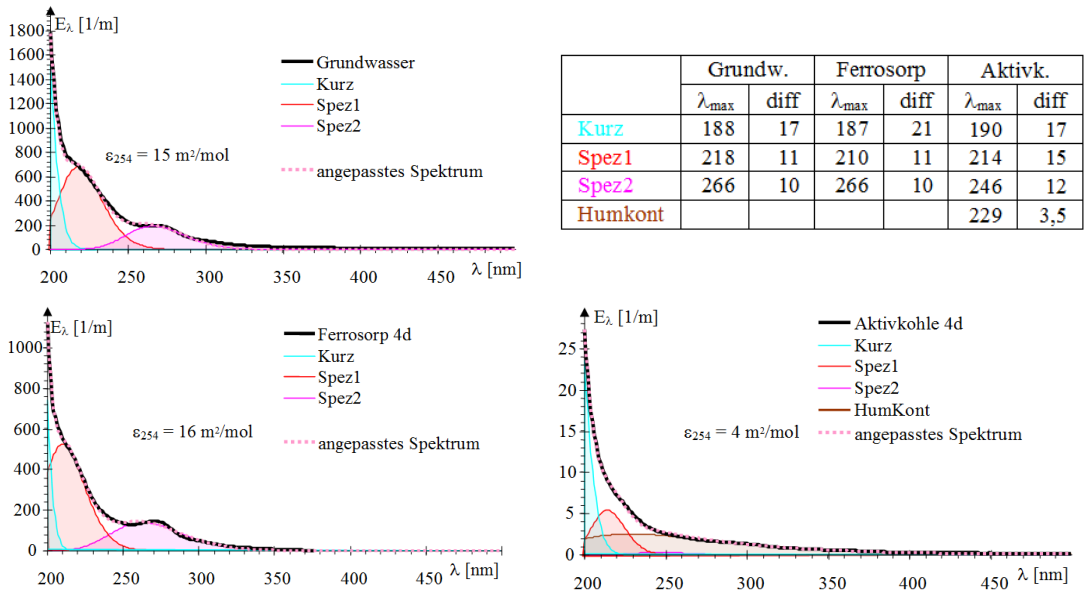 E_λ [1/m]
1800
1600
1400
1200
1000
800
600
400
200
0
Grundwasser
Kurz
Spez1
Spez2
angepasstes Spektrum
ε₂₅₄ = 15 m²/mol
200 250 300 350 400 450
λ [nm]
Grundw. Ferrosorp Aktivk.
λmax diff λmax diff λmax diff
Kurz 188 17 187 21 190 17
Spez1 218 11 210 11 214 15
Spez2 266 10 266 10 246 12
Humkont 229 3,5
E_λ [1/m]
1000
800
600
400
200
0
Ferrosorp 4d
Kurz
Spez1
Spez2
angepasstes Spektrum
ε₂₅₄ = 16 m²/mol
200 250 300 350 400 450
λ [nm]
E_λ [1/m]
25
20
15
10
5
0
Aktivkohle 4d
Kurz
Spez1
Spez2
HumKont
angepasstes Spektrum
ε₂₅₄ = 4 m²/mol
200 250 300 350 400 450
λ [nm]